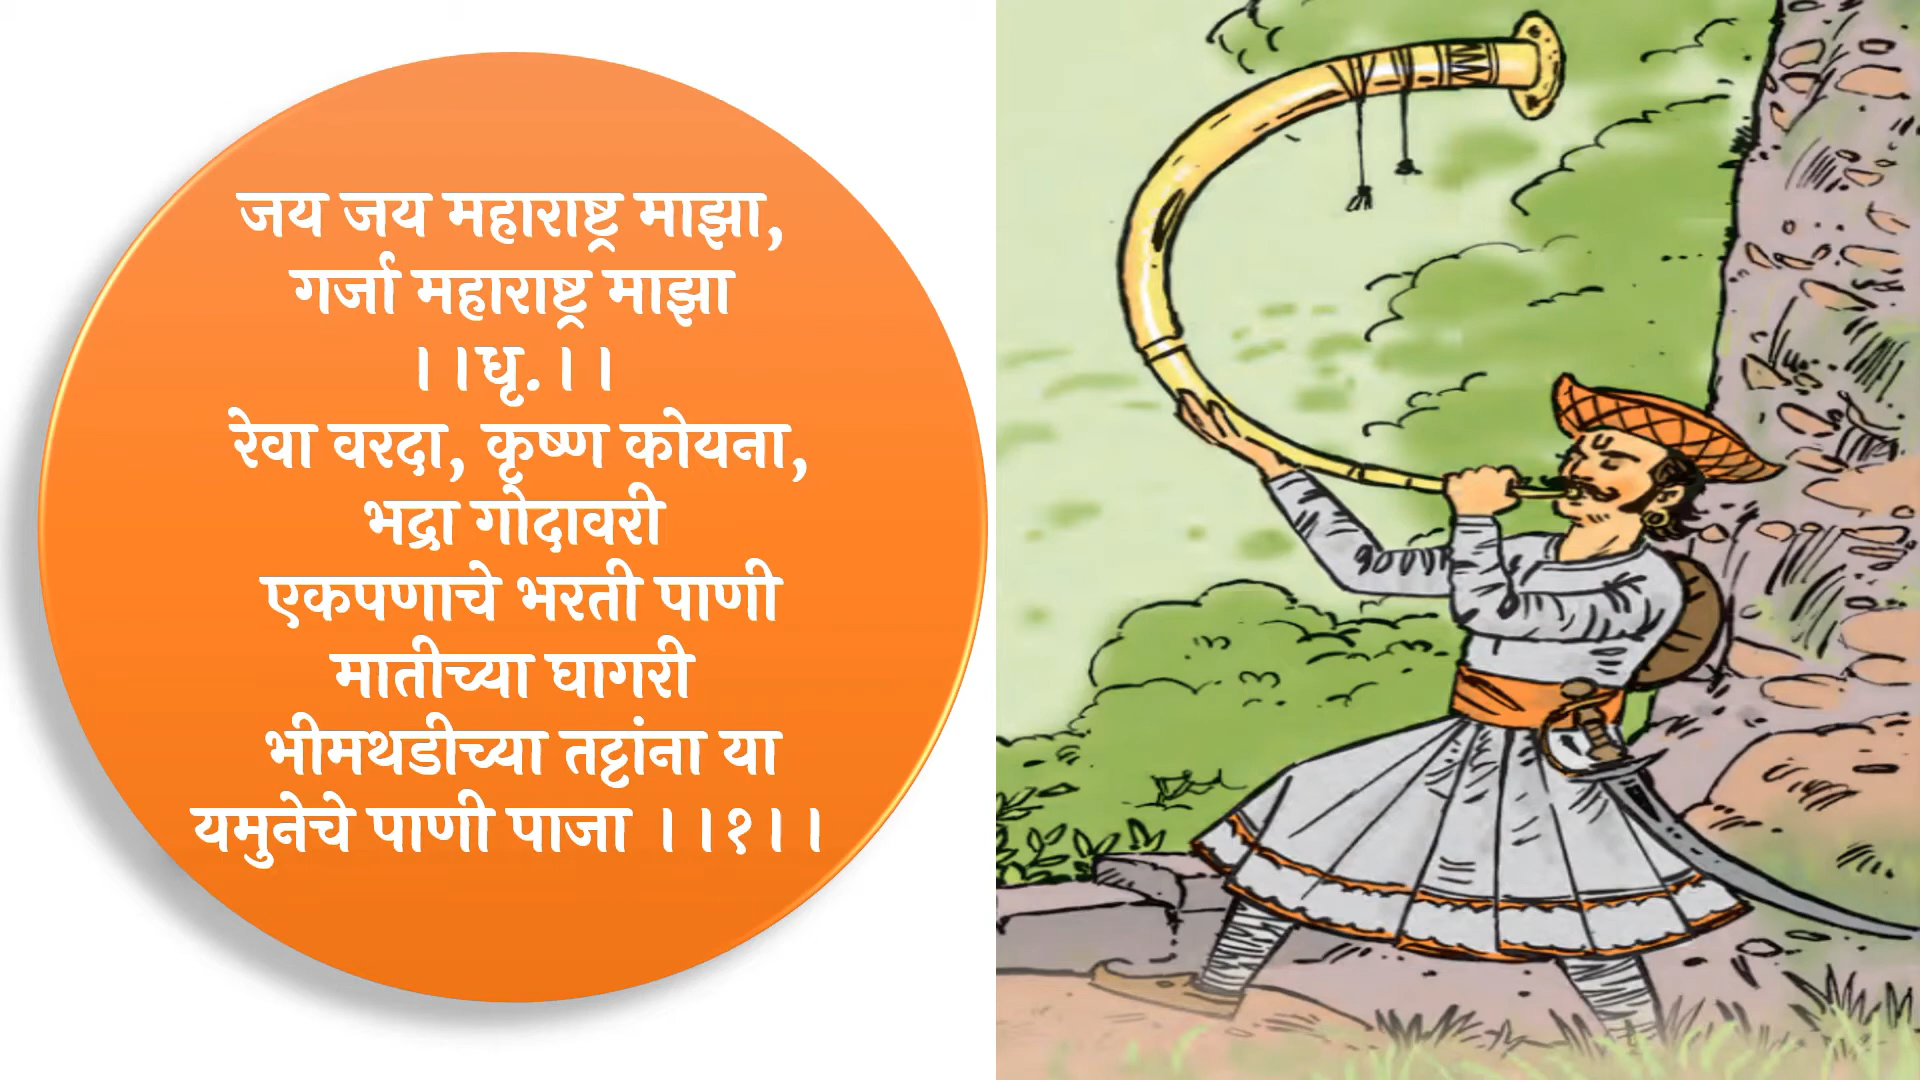 जय जय महाराष्ट्र माझा,
गर्जा महाराष्ट्र माझा
।।धृ.।।
रेवा वरदा, कृष्ण कोयना,
भद्रा गोदावरी
एकपणाचे भरती पाणी
मातीच्या घागरी
भीमथडीच्या तट्टांना या
यमुनेचे पाणी पाजा ।।१।।